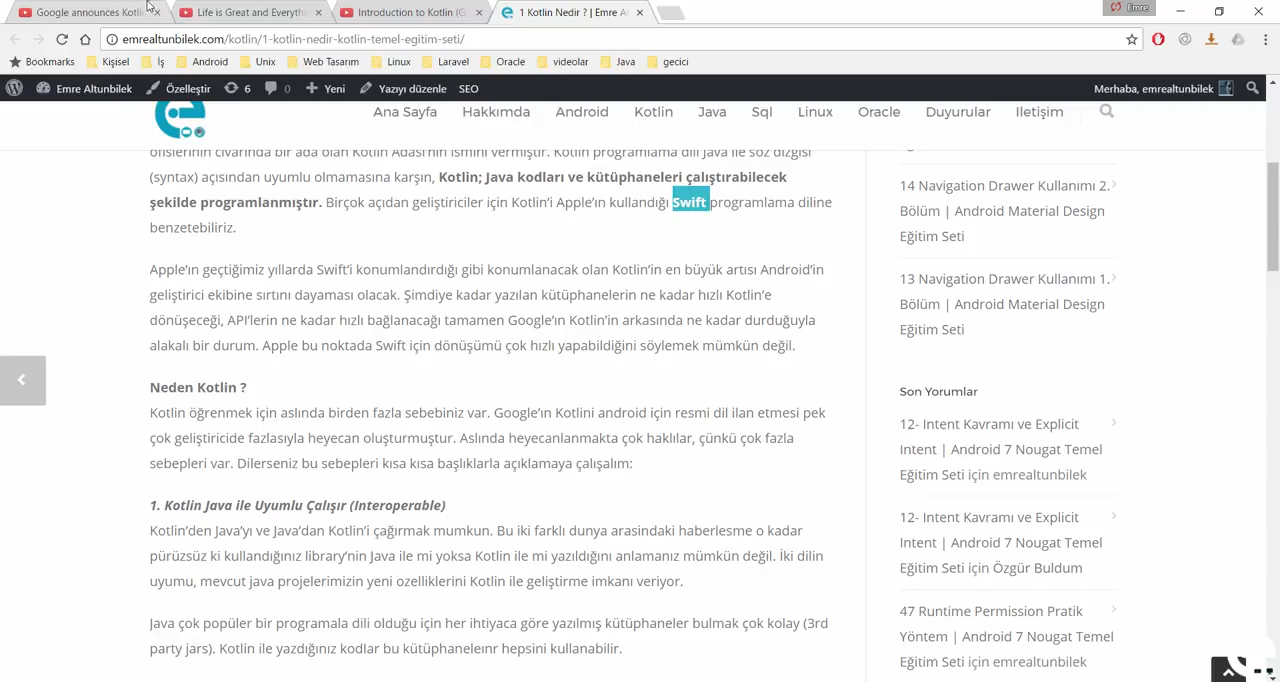 Google announces Kotlin
Life is Great and Everyth
Introduction to Kotlin (G
1 Kotlin Nedir ? | Emre A
Emre
emrealtunbilek.com/kotlin/1-kotlin-nedir-kotlin-temel-egitim-seti/
Bookmarks Kişisel İş Android Unix Web Tasarım Linux Laravel Oracle videolar Java gecici
Emre Altunbilek Özelleştir 6 0 Yeni Yazıyı düzenle SEO Merhaba, emrealtunbilek
Ana Sayfa Hakkımda Android Kotlin Java Sql Linux Oracle Duyurular İletişim
ofislerinin civarında bir ada olan Kotlin Adası'nın ismini vermiştir. Kotlin programlama dili Java ile söz dizgisi
(syntax) açısından uyumlu olmamasına karşın, Kotlin; Java kodları ve kütüphaneleri çalıştırabilecek
şekilde programlanmıştır. Birçok açıdan geliştiriciler için Kotlin'i Apple'ın kullandığı Swift programlama diline
benzetebiliriz.
Apple'ın geçtiğimiz yıllarda Swift'i konumlandırdığı gibi konumlanacak olan Kotlin'in en büyük artısı Android'in
geliştirici ekibine sırtını dayaması olacak. Şimdiye kadar yazılan kütüphanelerin ne kadar hızlı Kotlin'e
dönüşeceği, API'lerin ne kadar hızlı bağlanacağı tamamen Google'ın Kotlin'in arkasında ne kadar durduğuyla
alakalı bir durum. Apple bu noktada Swift için dönüşümü çok hızlı yapabildiğini söylemek mümkün değil.
Neden Kotlin ?
Kotlin öğrenmek için aslında birden fazla sebebiniz var. Google'ın Kotlini android için resmi dil ilan etmesi pek
çok geliştiricide fazlasıyla heyecan oluşturmuştur. Aslında heyecanlanmakta çok haklılar, çünkü çok fazla
sebepleri var. Dilerseniz bu sebepleri kısa kısa başlıklarla açıklamaya çalışalım:
1. Kotlin Java ile Uyumlu Çalışır (Interoperable)
Kotlin'den Java'yı ve Java'dan Kotlin'i çağırmak mumkun. Bu iki farklı dunya arasindaki haberlesme o kadar
pürüzsüz ki kullandığınız library'nin Java ile mi yoksa Kotlin ile mi yazıldığını anlamanız mümkün değil. İki dilin
uyumu, mevcut java projelerimizin yeni ozelliklerini Kotlin ile geliştirme imkanı veriyor.
Java çok popüler bir programala dili olduğu için her ihtiyaca göre yazılmış kütüphaneler bulmak çok kolay (3rd
party jars). Kotlin ile yazdığınız kodlar bu kütüphaneleınr hepsini kullanabilir.
14 Navigation Drawer Kullanımı 2.
Bölüm | Android Material Design
Eğitim Seti
13 Navigation Drawer Kullanımı 1.
Bölüm | Android Material Design
Eğitim Seti
Son Yorumlar
12- Intent Kavramı ve Explicit
Intent | Android 7 Nougat Temel
Eğitim Seti için emrealtunbilek
12- Intent Kavramı ve Explicit
Intent | Android 7 Nougat Temel
Eğitim Seti için Özgür Buldum
47 Runtime Permission Pratik
Yöntem | Android 7 Nougat Temel
Eğitim Seti için emrealtunbilek